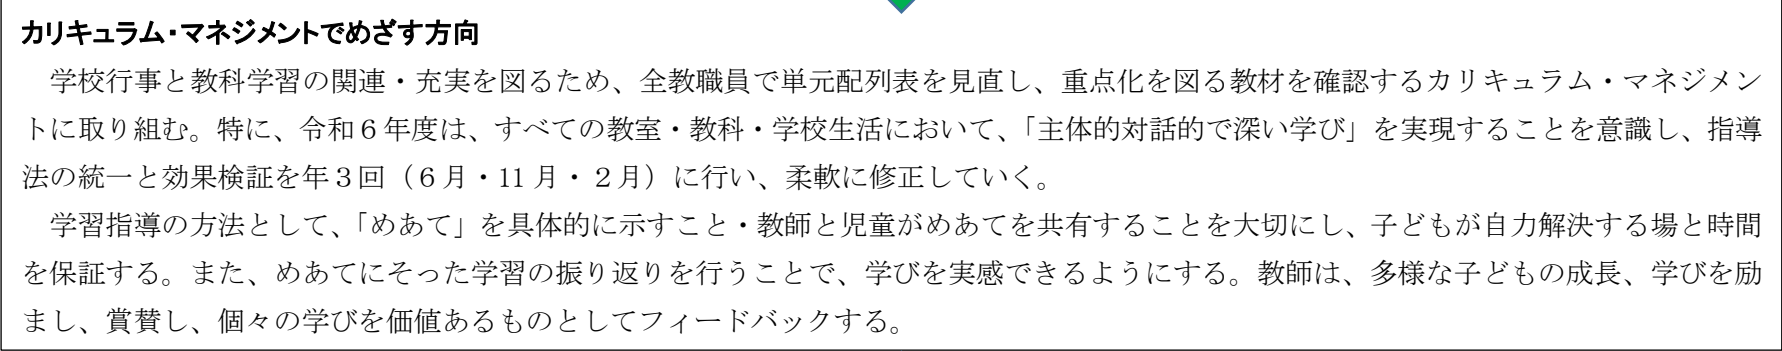 カリキュラム・マネジメントでめざす方向
　学校行事と教科学習の関連・充実を図るため、全教職員で単元配列表を見直し、重点化を図る教材を確認するカリキュラム・マネジメン
トに取り組む。特に、令和６年度は、すべての教室・教科・学校生活において、「主体的対話的で深い学び」を実現することを意識し、指導
法の統一と効果検証を年３回（６月・11 月・２月）に行い、柔軟に修正していく。
　学習指導の方法として、「めあて」を具体的に示すこと・教師と児童がめあてを共有することを大切にし、子どもが自力解決する場と時間
を保証する。また、めあてにそった学習の振り返りを行うことで、学びを実感できるようにする。教師は、多様な子どもの成長、学びを励
まし、賞賛し、個々の学びを価値あるものとしてフィードバックする。